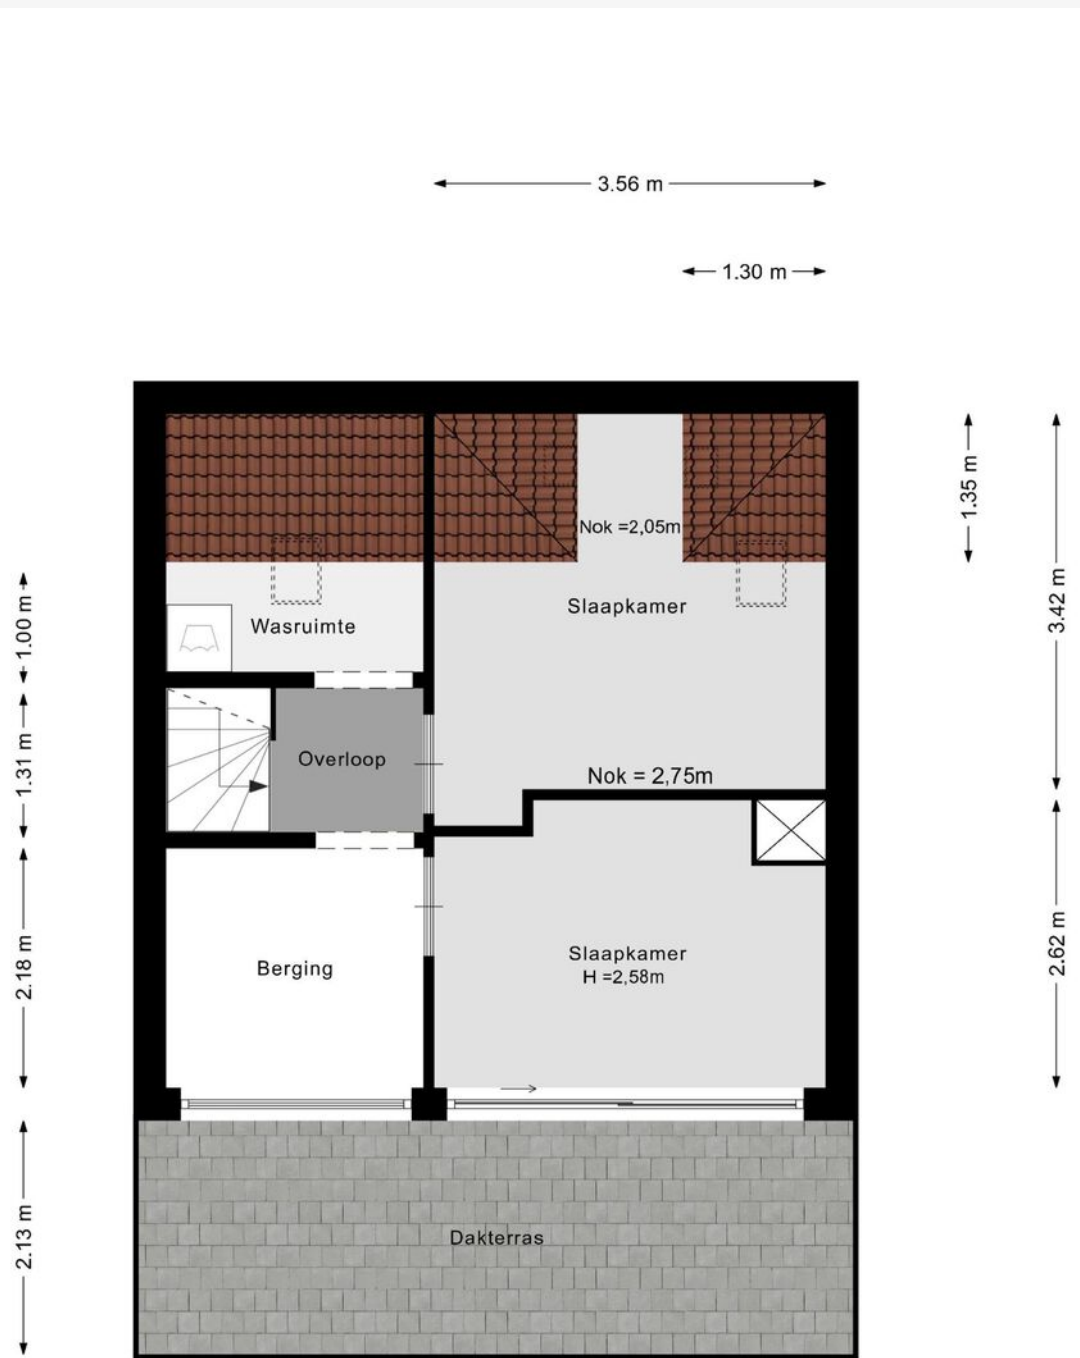 3.56 m
1.30 m
1.35 m
3.42 m
Nok =2,05m
Slaapkamer
1.00 m
Wasruimte
1.31 m
Overloop
Nok = 2,75m
2.18 m
Berging
Slaapkamer
H =2,58m
2.62 m
2.13 m
Dakterras